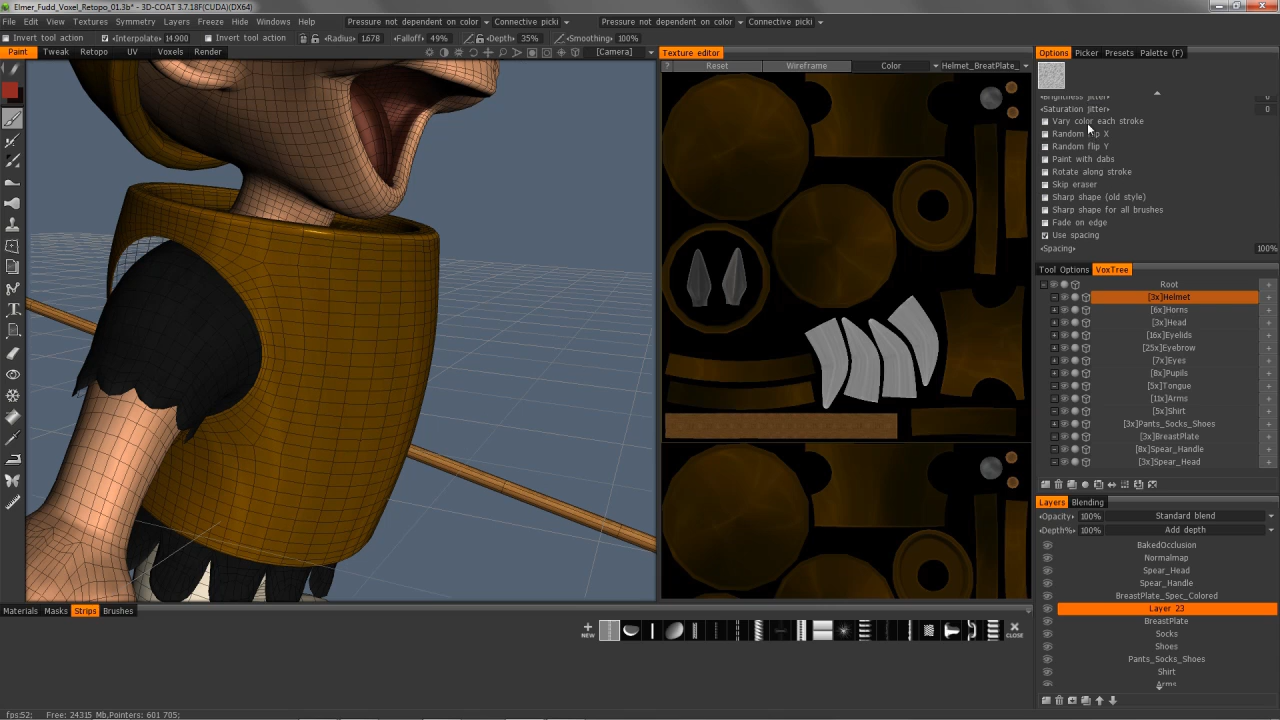 Elmer_Fudd_Voxel_Retopo_01.3b* - 3D-COAT 3.7.18F(CUDA)(DX64)
File Edit View Textures Symmetry Layers Freeze Hide Windows Help Pressure not dependent on color Connective picki Pressure not dependent on color Connective picki
Invert tool action Interpolate: 14.900 Invert tool action Radius: 1.678 Falloff: 49% Depth: 35% Smoothing: 100%
Paint Tweak Retopo UV Voxels Render [Camera]
Texture editor
? Reset Wireframe Color Helmet_BreatPlate_
Options Picker Presets Palette (F)
Brightness jitter 0
Saturation jitter 0
Vary color each stroke
Random flip X
Random flip Y
Paint with dabs
Rotate along stroke
Skip eraser
Sharp shape (old style)
Sharp shape for all brushes
Fade on edge
Use spacing
Spacing 100%
Tool Options VoxTree
Root
[3x]Helmet
[6x]Horns
[3x]Head
[16x]Eyelids
[25x]Eyebrow
[7x]Eyes
[8x]Pupils
[5x]Tongue
[11x]Arms
[5x]Shirt
[3x]Pants_Socks_Shoes
[3x]BreastPlate
[8x]Spear_Handle
[3x]Spear_Head
Layers Blending
Opacity 100% Standard blend
Depth% 100% Add depth
BakedOcclusion
Normalmap
Spear_Head
Spear_Handle
BreastPlate_Spec_Colored
Layer 23
BreastPlate
Socks
Shoes
Pants_Socks_Shoes
Shirt
Arms
Materials Masks Strips Brushes
NEW CLOSE
fps:52; Free: 24315 Mb,Pointers: 601 705;